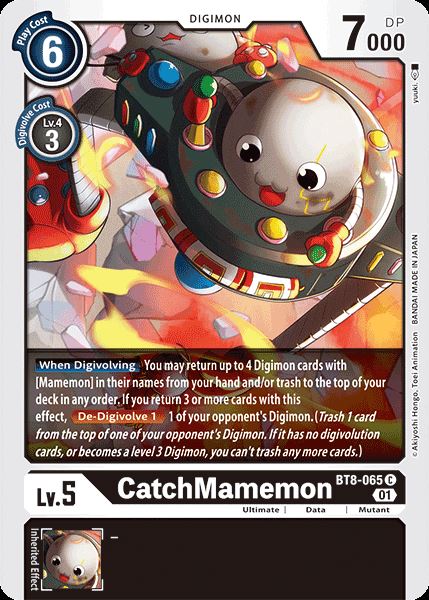 Play Cost
6
DIGIMON
7000
DP
Digivolve Cost
Lv.4
3
yuuki.
©Akiyoshi Hongo, Toei Animation BANDAI MADE IN JAPAN
When Digivolving You may return up to 4 Digimon cards with
[Mamemon] in their names from your hand and/or trash to the top of your
deck in any order. If you return 3 or more cards with this
effect, De-Digivolve 1 1 of your opponent's Digimon. (Trash 1 card
from the top of one of your opponent's Digimon. If it has no digivolution
cards, or becomes a level 3 Digimon, you can't trash any more cards.)
Lv.5
CatchMamemon
BT8-065 C
01
Ultimate | Data | Mutant
Inherited Effect
–